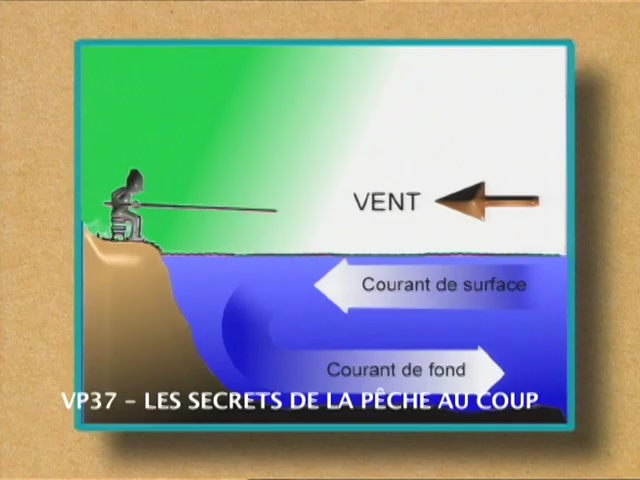 VENT
Courant de surface
Courant de fond
VP37 – LES SECRETS DE LA PÊCHE AU COUP